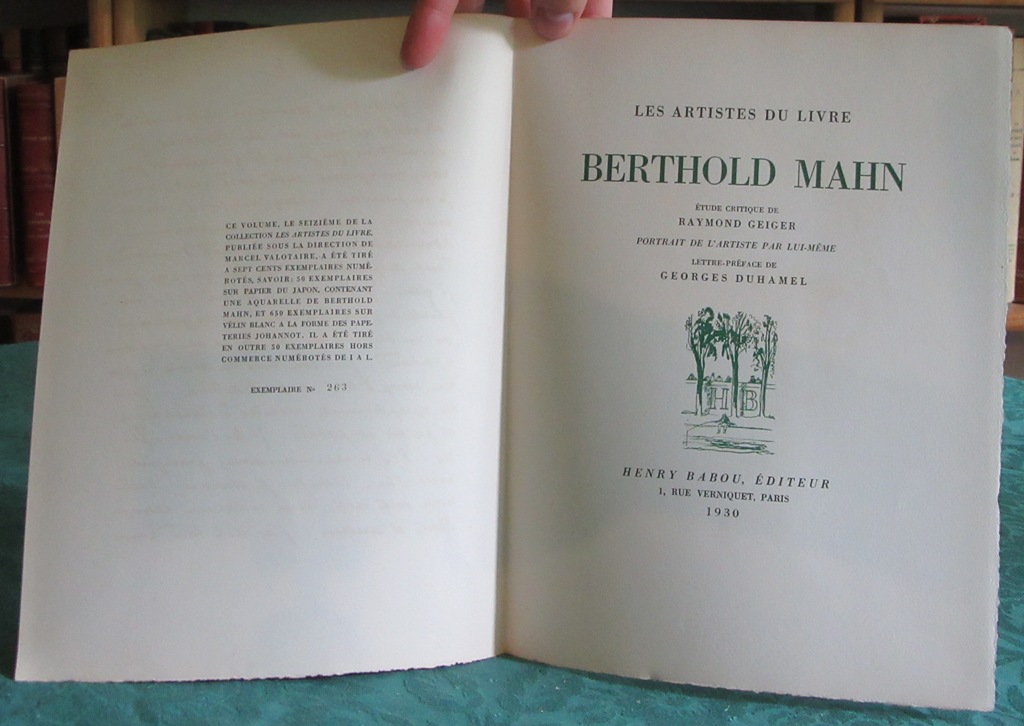 CE VOLUME, LE SEIZIÈME DE LA
COLLECTION LES ARTISTES DU LIVRE,
PUBLIÉE SOUS LA DIRECTION DE
MARCEL VALOTAIRE, A ÉTÉ TIRÉ
A SEPT CENTS EXEMPLAIRES NUMÉ-
ROTÉS, SAVOIR: 50 EXEMPLAIRES
SUR PAPIER DU JAPON, CONTENANT
UNE AQUARELLE DE BERTHOLD
MAHN, ET 650 EXEMPLAIRES SUR
VÉLIN BLANC A LA FORME DES PAPE-
TERIES JOHANNOT. IL A ÉTÉ TIRÉ
EN OUTRE 50 EXEMPLAIRES HORS
COMMERCE NUMÉROTÉS DE I A L.
EXEMPLAIRE No 263
LES ARTISTES DU LIVRE
BERTHOLD MAHN
ÉTUDE CRITIQUE DE
RAYMOND GEIGER
PORTRAIT DE L'ARTISTE PAR LUI-MÊME
LETTRE-PRÉFACE DE
GEORGES DUHAMEL
H B
HENRY BABOU, ÉDITEUR
1, RUE VERNIQUET, PARIS
1930